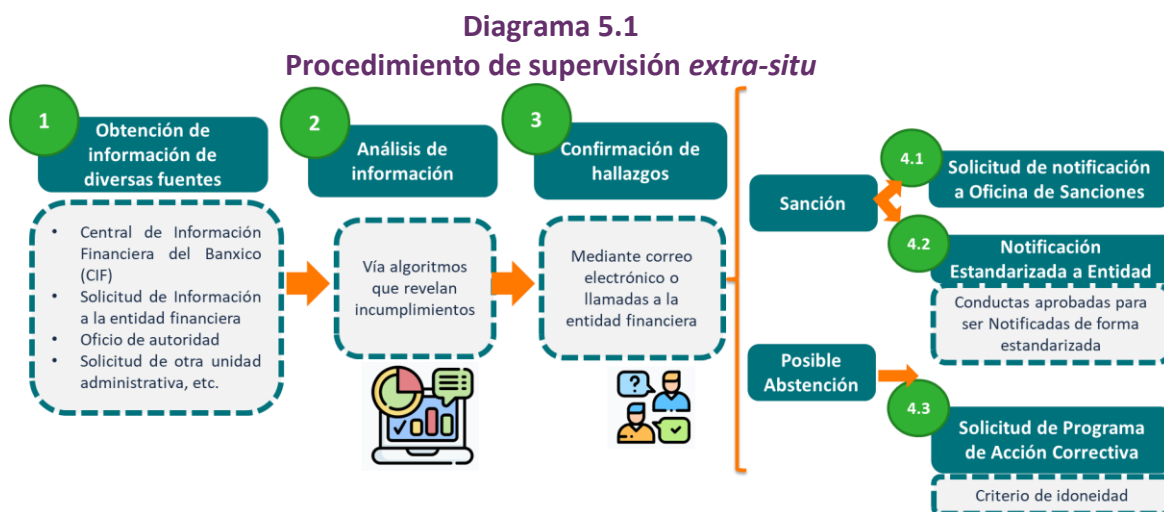 Diagrama 5.1
Procedimiento de supervisión extra-situ
1
Obtención de
información de
diversas fuentes
• Central de Información
Financiera del Banxico
(CIF)
• Solicitud de Información
a la entidad financiera
• Oficio de autoridad
• Solicitud de otra unidad
administrativa, etc.
2
Análisis de
información
Vía algoritmos
que revelan
incumplimientos
3
Confirmación de
hallazgos
Mediante correo
electrónico o
llamadas a la
entidad financiera
?
Sanción
4.1
Solicitud de notificación
a Oficina de Sanciones
4.2
Notificación
Estandarizada a Entidad
Conductas aprobadas para
ser Notificadas de forma
estandarizada
Posible
Abstención
4.3
Solicitud de Programa
de Acción Correctiva
Criterio de idoneidad